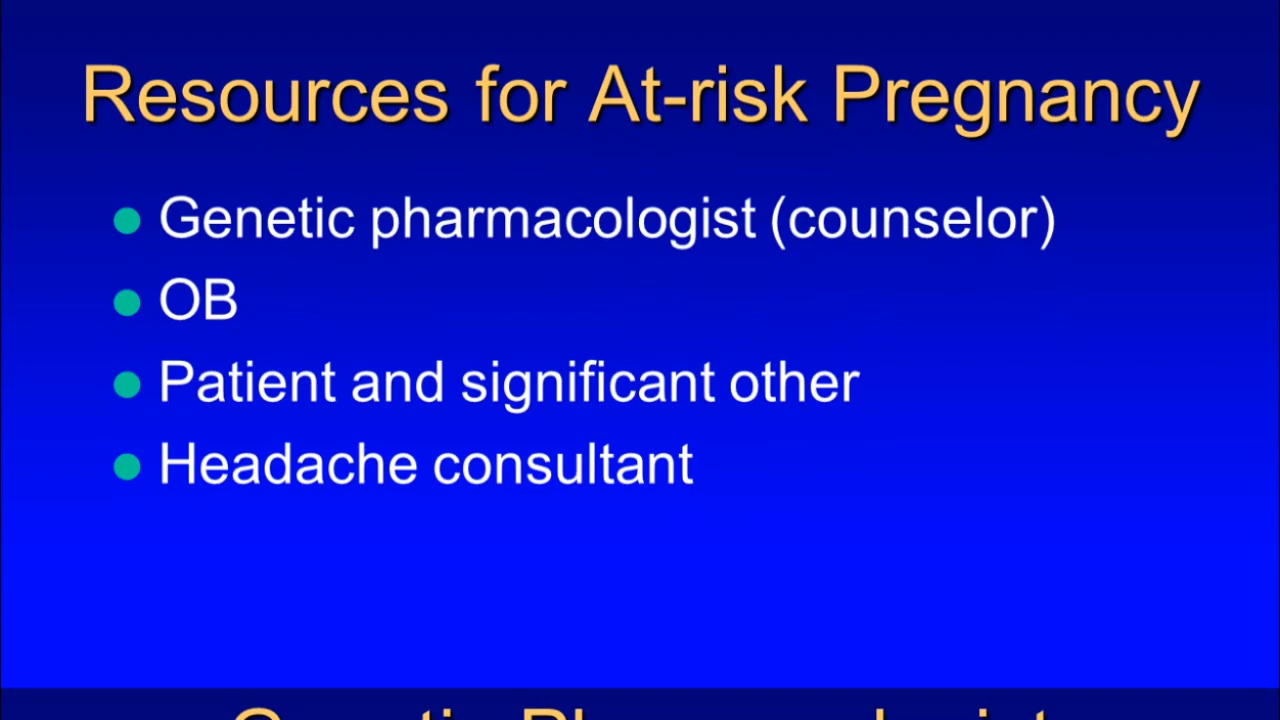 Resources for At-risk Pregnancy
Genetic pharmacologist (counselor)
OB
Patient and significant other
Headache consultant